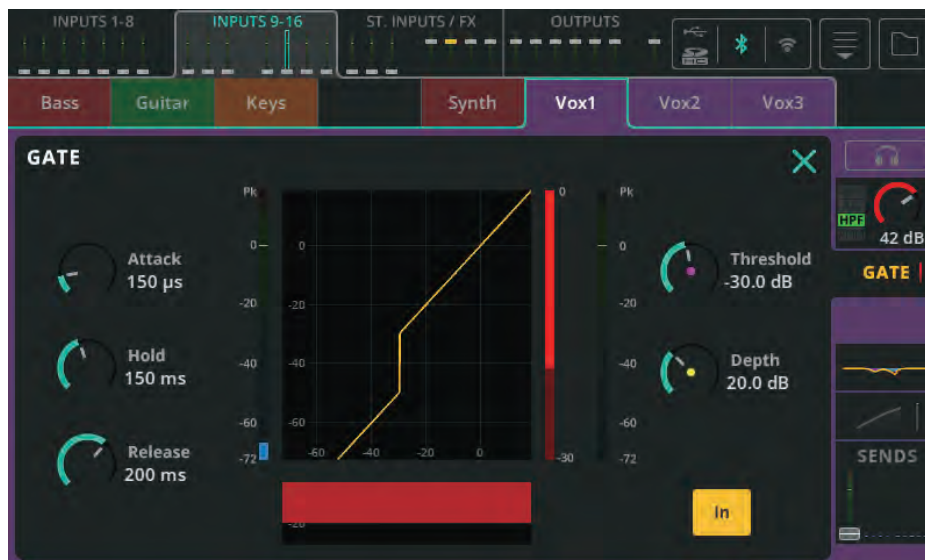 INPUTS 1-8 INPUTS 9-16 ST. INPUTS / FX OUTPUTS
Bass Guitar Keys Synth Vox1 Vox2 Vox3
GATE
Pk 0 Pk
HPF
42 dB
0 0 0
Attack
150 µs
Threshold
-30.0 dB
GATE
-20 -20 -20
Hold
150 ms
-40 -40 -40
Depth
20.0 dB
-60 -60 -60
Release
200 ms
-72 -60 -40 -20 0 -30 -72
SENDS
-20
In